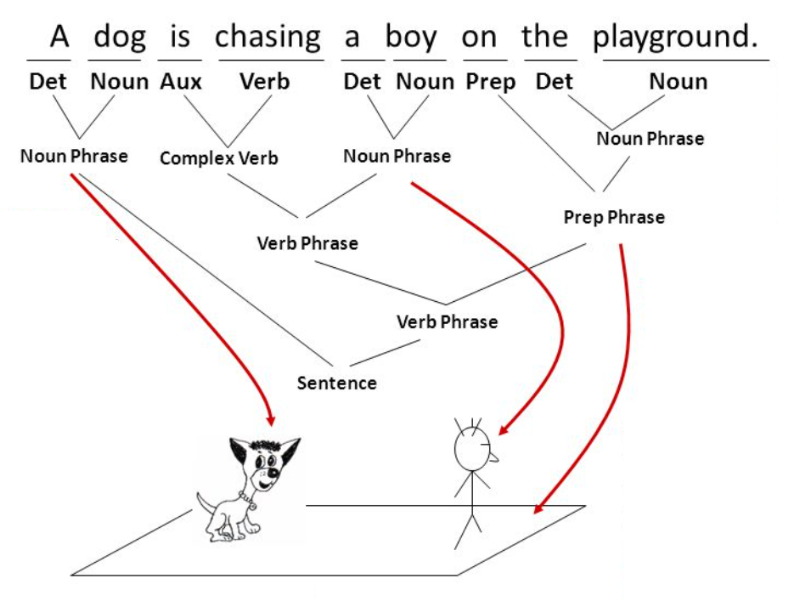 A dog is chasing a boy on the playground.
Det Noun Aux Verb Det Noun Prep Det Noun
Noun Phrase
Noun Phrase Complex Verb Noun Phrase
Prep Phrase
Verb Phrase
Verb Phrase
Sentence